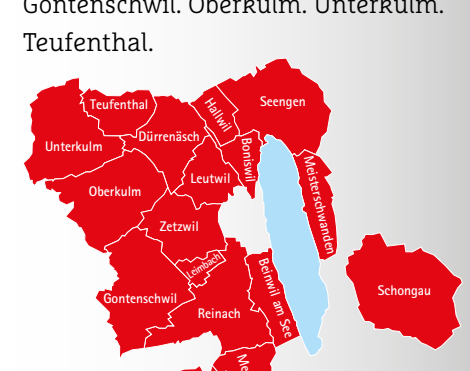 Gontenschwil. Oberkulm. Unterkulm.
Teufenthal.
Seengen
Teufenthal
Hallwil
Dürrenäsch
Unterkulm
Boniswil
Meisterschwanden
Leutwil
Oberkulm
Zetzwil
Leimbach
Beinwil am See
Schongau
Gontenschwil
Reinach
Me